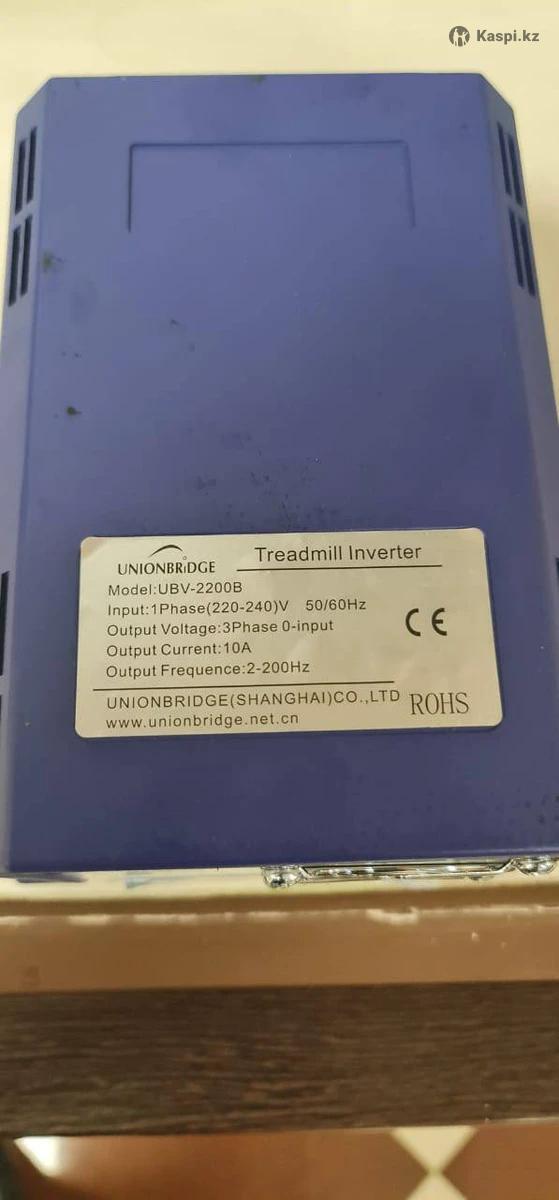 Kaspi.kz
UNIONBRiDGE Treadmill Inverter
Model:UBV-2200B
Input:1Phase(220-240)V 50/60Hz
Output Voltage:3Phase 0-input
Output Current:10A
Output Frequence:2-200Hz
CE
UNIONBRIDGE(SHANGHAI)CO.,LTD
www.unionbridge.net.cn
ROHS